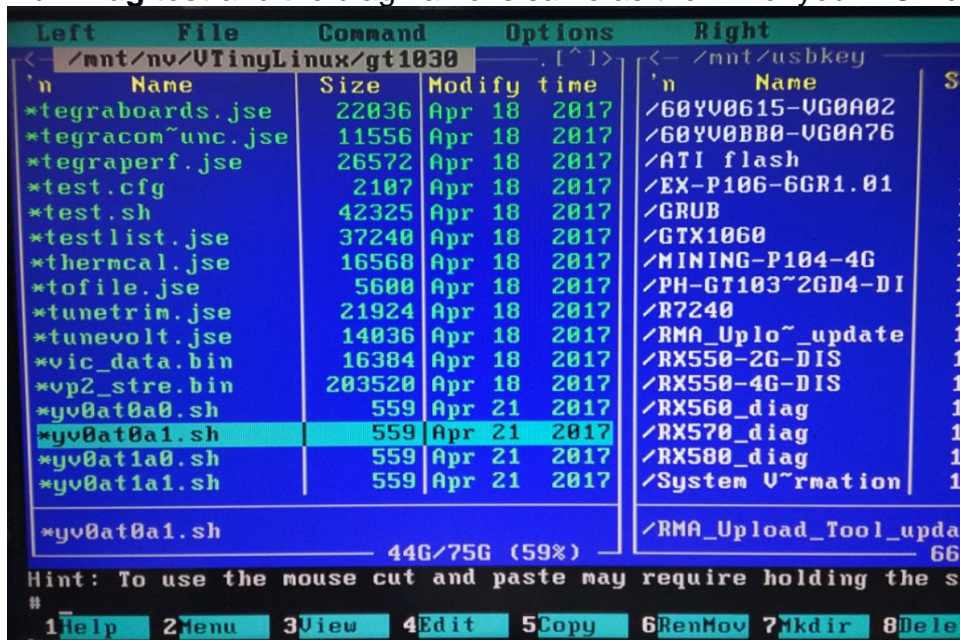 Left File Command Options Right
<- /mnt/nv/VTinyLinux/gt1030 .[^]>
'n Name Size Modify time
*tegraboards.jse 22036 Apr 18 2017
*tegracom~unc.jse 11556 Apr 18 2017
*tegraperf.jse 26572 Apr 18 2017
*test.cfg 2107 Apr 18 2017
*test.sh 42325 Apr 18 2017
*testlist.jse 37240 Apr 18 2017
*thermcal.jse 16568 Apr 18 2017
*tofile.jse 5600 Apr 18 2017
*tunetrim.jse 21924 Apr 18 2017
*tunevolt.jse 14036 Apr 18 2017
*vic_data.bin 16384 Apr 18 2017
*vp2_stre.bin 203520 Apr 18 2017
*yv0at0a0.sh 559 Apr 21 2017
*yv0at0a1.sh 559 Apr 21 2017
*yv0at1a0.sh 559 Apr 21 2017
*yv0at1a1.sh 559 Apr 21 2017
*yv0at0a1.sh
44G/75G (59%)
<- /mnt/usbkey
'n Name S
/60YV0615-VG0A02
/60YV0BB0-VG0A76
/ATI flash
/EX-P106-6GR1.01
/GRUB
/GTX1060
/MINING-P104-4G
/PH-GT103~2GD4-DI
/R7240
/RMA_Uplo~_update
/RX550-2G-DIS
/RX550-4G-DIS
/RX560_diag
/RX570_diag
/RX580_diag
/System V~rmation
/RMA_Upload_Tool_upda
66
Hint: To use the mouse cut and paste may require holding the s
#
1Help 2Menu 3View 4Edit 5Copy 6RenMov 7Mkdir 8Dele